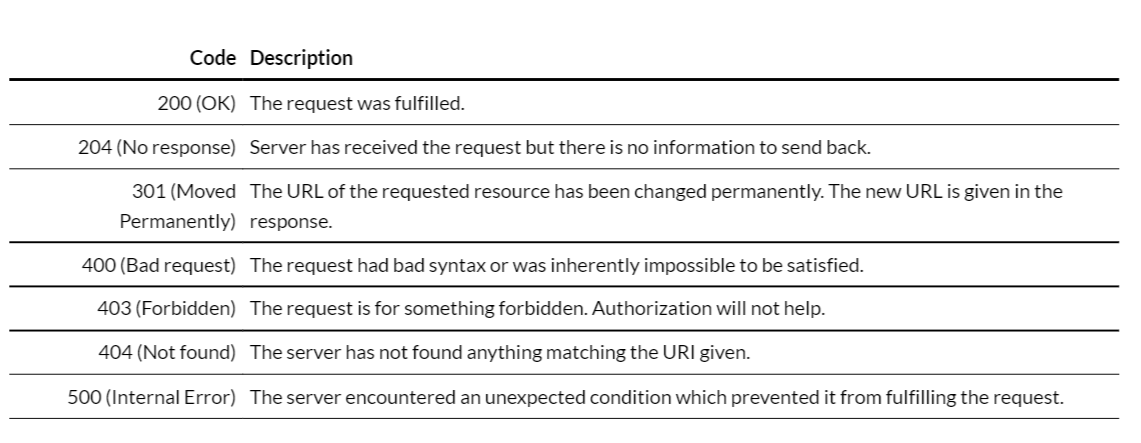 Code Description
200 (OK) The request was fulfilled.
204 (No response) Server has received the request but there is no information to send back.
301 (Moved The URL of the requested resource has been changed permanently. The new URL is given in the
Permanently) response.
400 (Bad request) The request had bad syntax or was inherently impossible to be satisfied.
403 (Forbidden) The request is for something forbidden. Authorization will not help.
404 (Not found) The server has not found anything matching the URI given.
500 (Internal Error) The server encountered an unexpected condition which prevented it from fulfilling the request.